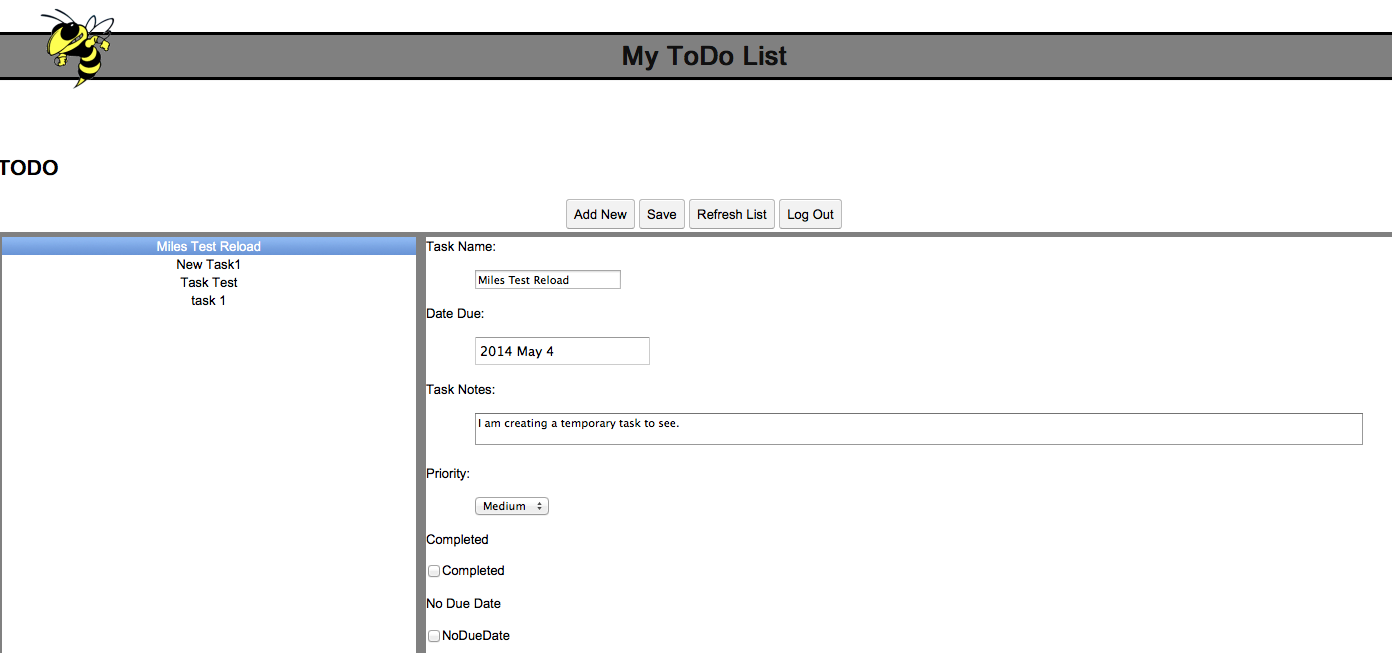 My ToDo List
TODO
Add New Save Refresh List Log Out
Miles Test Reload
New Task1
Task Test
task 1
Task Name:
Miles Test Reload
Date Due:
2014 May 4
Task Notes:
I am creating a temporary task to see.
Priority:
Medium
Completed
Completed
No Due Date
NoDueDate